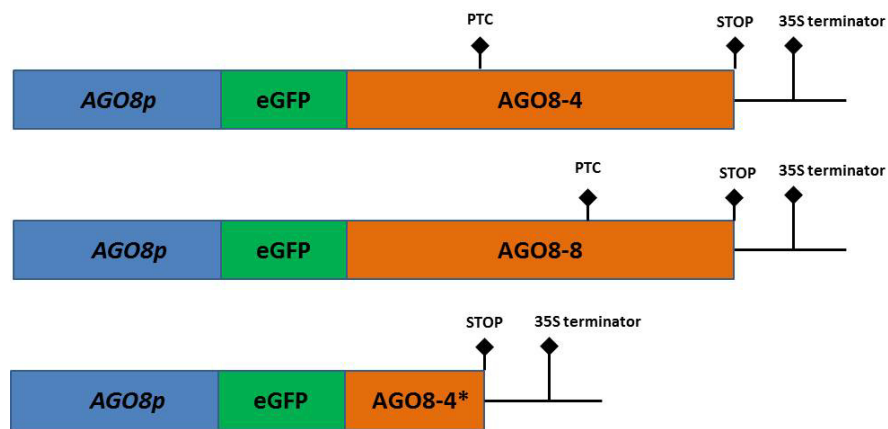 PTC STOP 35S terminator
AGO8p eGFP AGO8-4
PTC STOP 35S terminator
AGO8p eGFP AGO8-8
STOP 35S terminator
AGO8p eGFP AGO8-4*